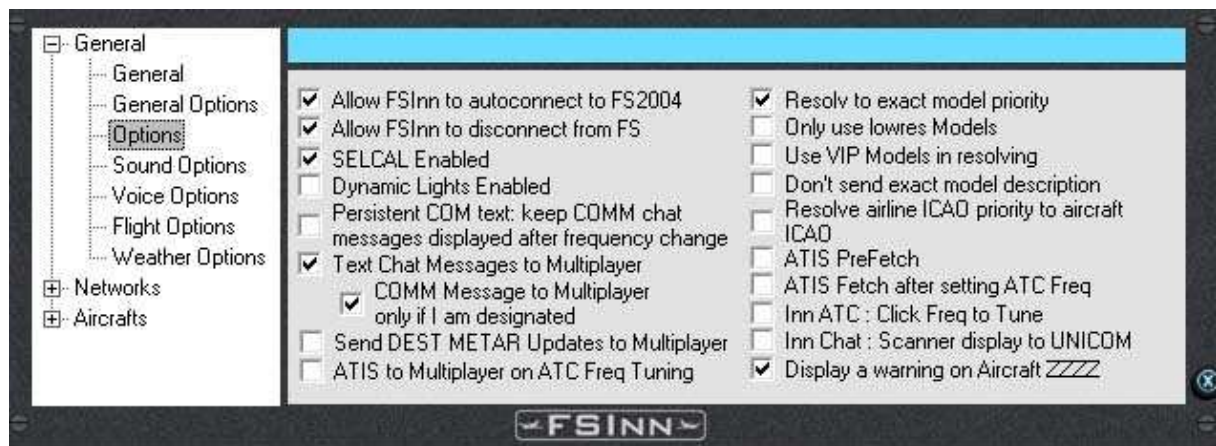 General
General
General Options
Options
Sound Options
Voice Options
Flight Options
Weather Options
Networks
Aircrafts
Allow FSInn to autoconnect to FS2004
Allow FSInn to disconnect from FS
SELCAL Enabled
Dynamic Lights Enabled
Persistent COM text: keep COMM chat
messages displayed after frequency change
Text Chat Messages to Multiplayer
COMM Message to Multiplayer
only if I am designated
Send DEST METAR Updates to Multiplayer
ATIS to Multiplayer on ATC Freq Tuning
Resolv to exact model priority
Only use lowres Models
Use VIP Models in resolving
Don't send exact model description
Resolve airline ICAO priority to aircraft
ICAO
ATIS PreFetch
ATIS Fetch after setting ATC Freq
Inn ATC : Click Freq to Tune
Inn Chat : Scanner display to UNICOM
Display a warning on Aircraft ZZZZ
FSINN